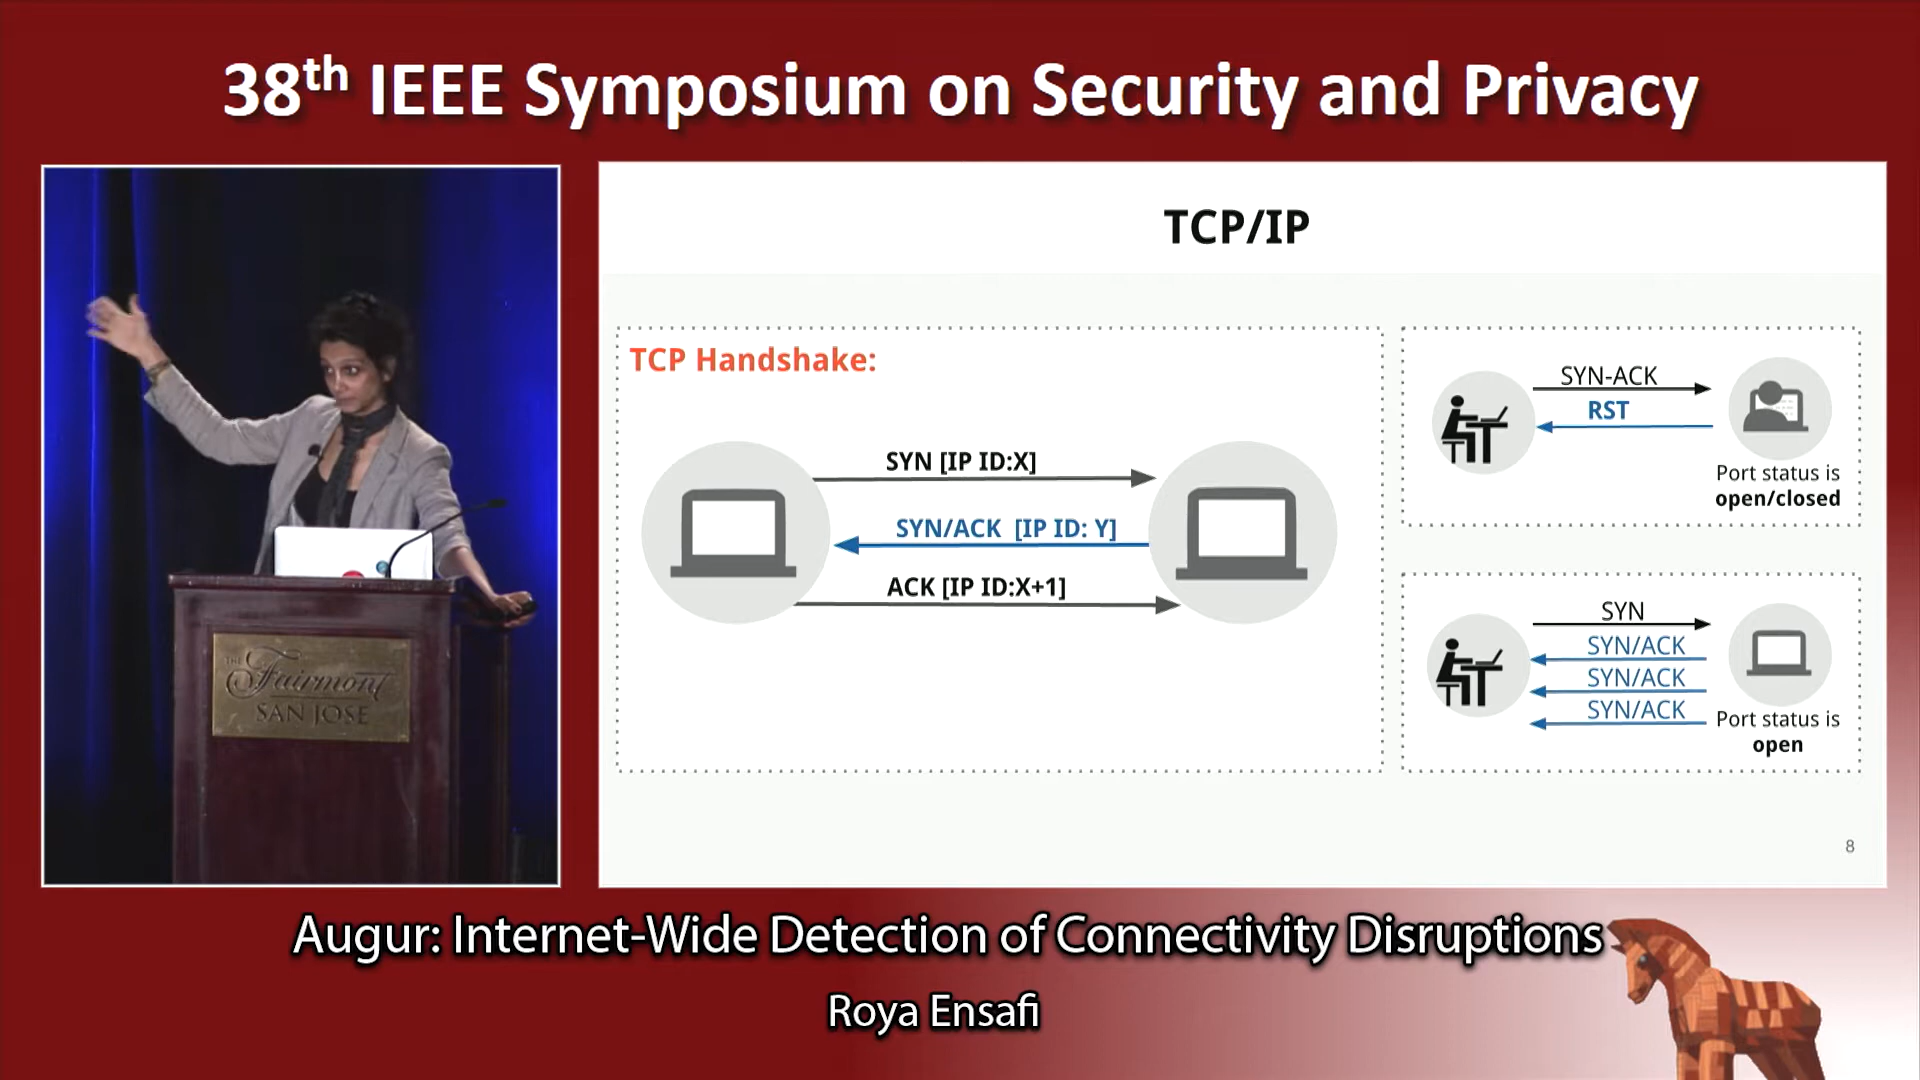 38th IEEE Symposium on Security and Privacy
THE
Fairmont
SAN JOSE
TCP/IP
TCP Handshake:
SYN [IP ID:X]
SYN/ACK [IP ID: Y]
ACK [IP ID:X+1]
SYN-ACK
RST
Port status is
open/closed
SYN
SYN/ACK
SYN/ACK
SYN/ACK
Port status is
open
8
Augur: Internet-Wide Detection of Connectivity Disruptions
Roya Ensafi